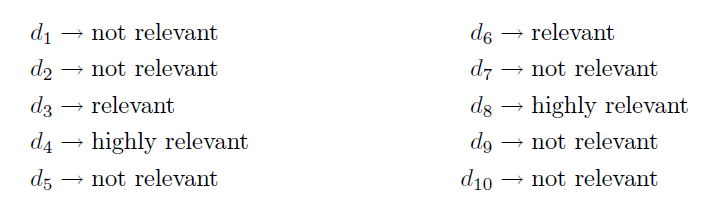 d₁ → not relevant
d₂ → not relevant
d₃ → relevant
d₄ → highly relevant
d₅ → not relevant
d₆ → relevant
d₇ → not relevant
d₈ → highly relevant
d₉ → not relevant
d₁₀ → not relevant